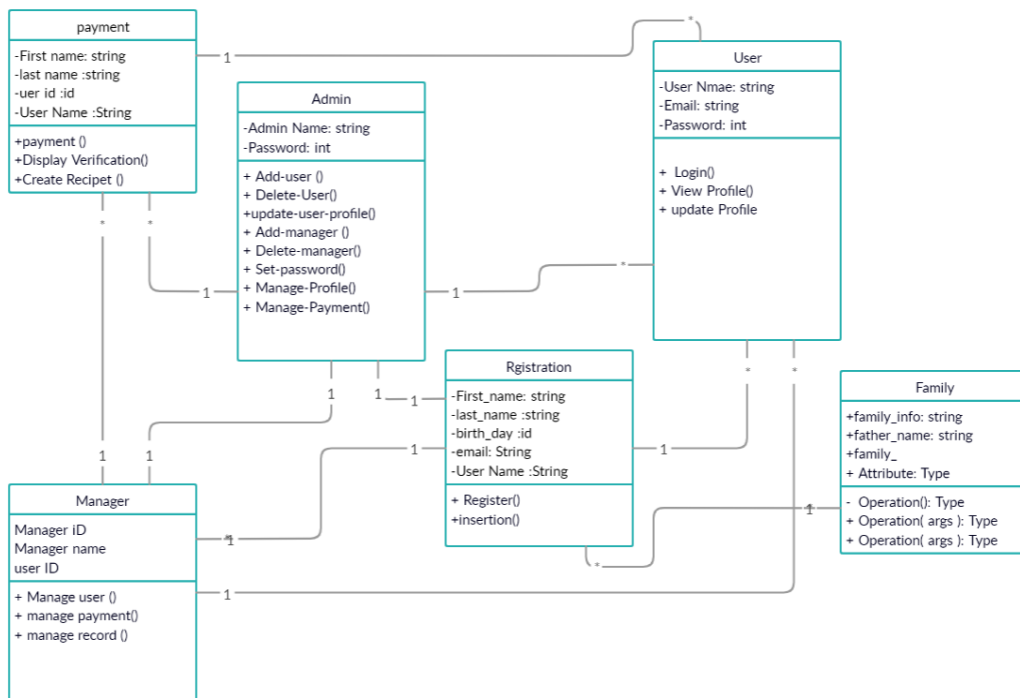 payment
-First name: string
-last name :string
-uer id :id
-User Name :String
+payment ()
+Display Verification()
+Create Recipet ()
1
*
User
-User Nmae: string
-Email: string
-Password: int
+ Login()
+ View Profile()
+ update Profile
Admin
-Admin Name: string
-Password: int
+ Add-user ()
+ Delete-User()
+update-user-profile()
+ Add-manager ()
+ Delete-manager()
+ Set-password()
+ Manage-Profile()
+ Manage-Payment()
*
*
1
1
*
1
1
1
1
1
Rgistration
-First_name: string
-last_name :string
-birth_day :id
-email: String
-User Name :String
+ Register()
+insertion()
1
1
*
*
*
Family
+family_info: string
+father_name: string
+family_
+ Attribute: Type
- Operation(): Type
+ Operation( args ): Type
+ Operation( args ): Type
1
Manager
Manager iD
Manager name
user ID
+ Manage user ()
+ manage payment()
+ manage record ()
1
1